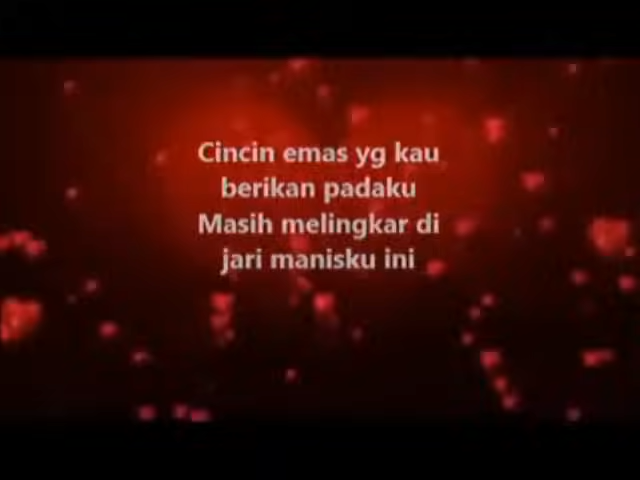 Cincin emas yg kau
berikan padaku
Masih melingkar di
jari manisku ini